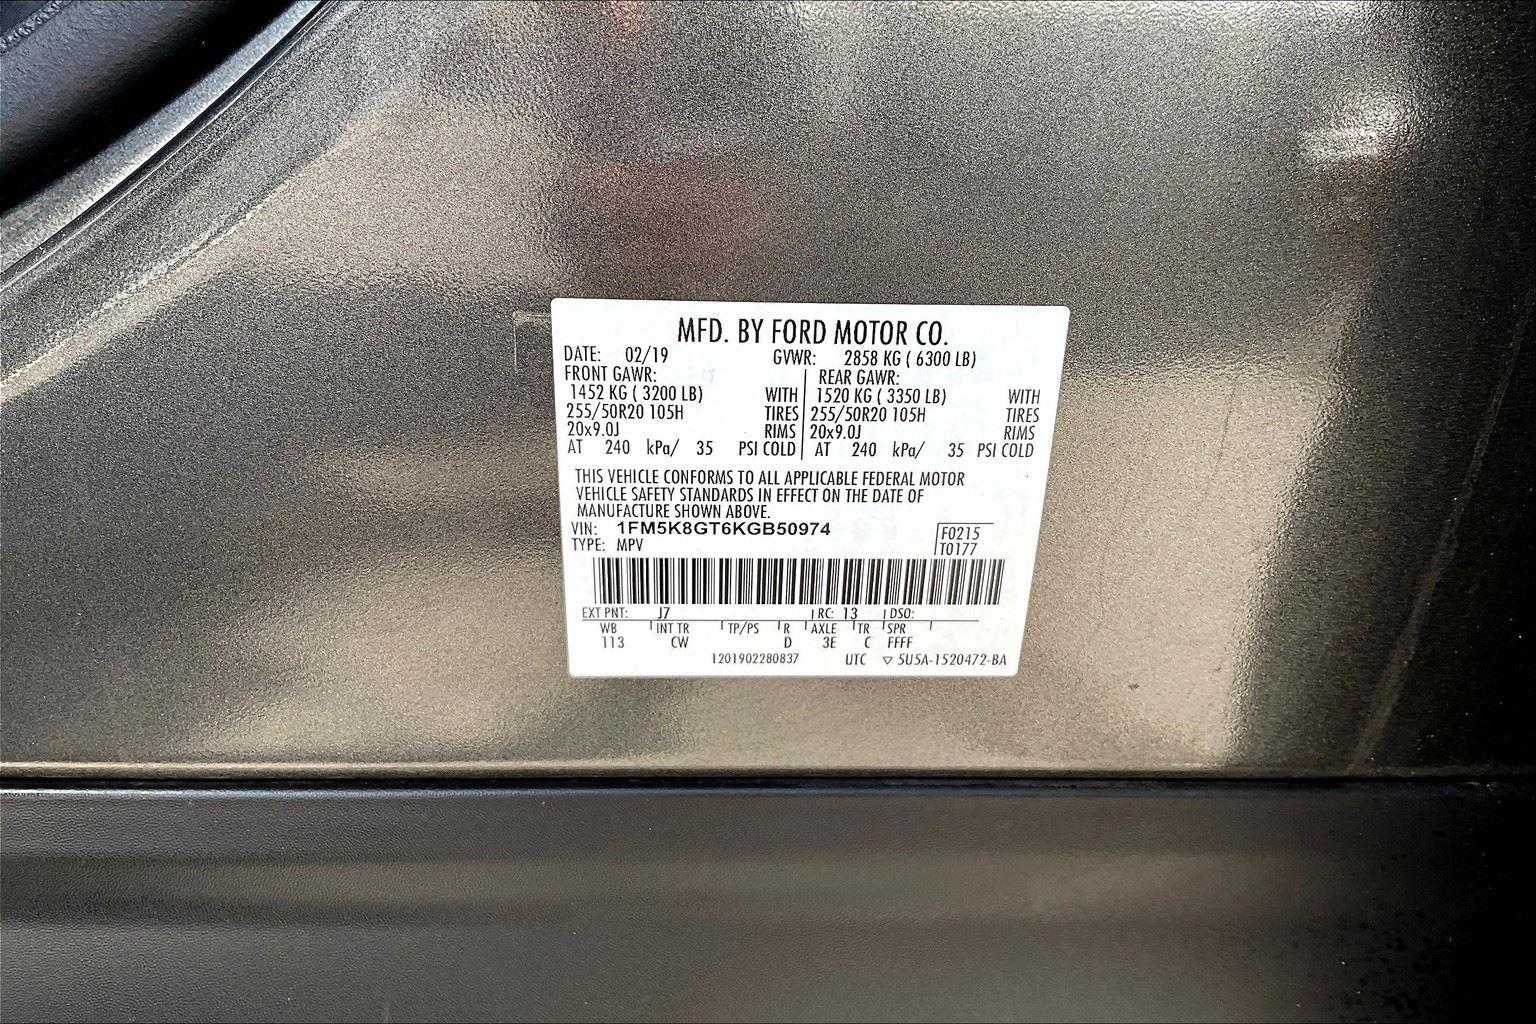 MFD. BY FORD MOTOR CO.
DATE: 02/19 GVWR: 2858 KG ( 6300 LB)
FRONT GAWR: REAR GAWR:
1452 KG ( 3200 LB) WITH 1520 KG ( 3350 LB) WITH
255/50R20 105H TIRES 255/50R20 105H TIRES
20x9.0J RIMS 20x9.0J RIMS
AT 240 kPa/ 35 PSI COLD AT 240 kPa/ 35 PSI COLD
THIS VEHICLE CONFORMS TO ALL APPLICABLE FEDERAL MOTOR
VEHICLE SAFETY STANDARDS IN EFFECT ON THE DATE OF
MANUFACTURE SHOWN ABOVE.
VIN: 1FM5K8GT6KGB50974 F0215
TYPE: MPV T0177
EXT PNT: J7 RC: 13 DSO:
WB INT TR TP/PS R AXLE TR SPR
113 CW D 3E C FFFF
1201902280837 UTC ▽ 5U5A-1520472-BA